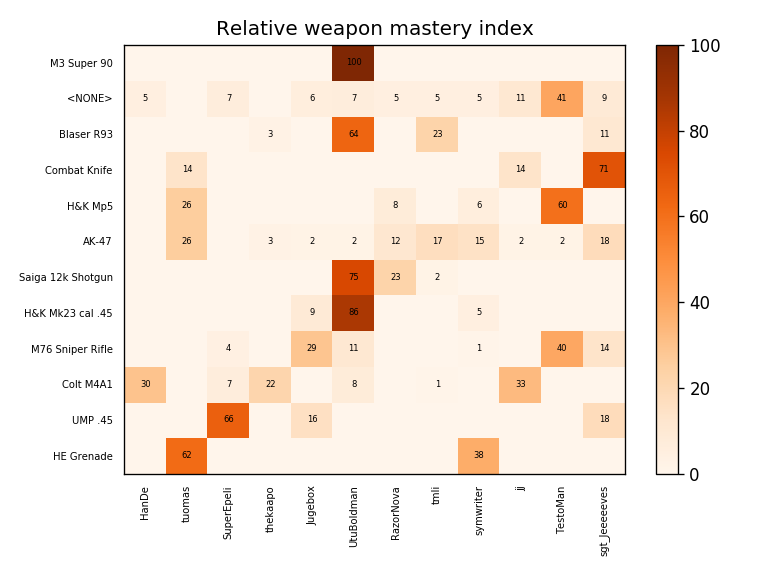 Relative weapon mastery index
M3 Super 90 100
<NONE> 5 7 6 7 5 5 5 11 41 9
Blaser R93 3 64 23 11
Combat Knife 14 14 71
H&K Mp5 26 8 6 60
AK-47 26 3 2 2 12 17 15 2 2 18
Saiga 12k Shotgun 75 23 2
H&K Mk23 cal .45 9 86 5
M76 Sniper Rifle 4 29 11 1 40 14
Colt M4A1 30 7 22 8 1 33
UMP .45 66 16 18
HE Grenade 62 38
HanDe
tuomas
SuperEpeli
thekaapo
Jugebox
UtuBoldman
RazorNova
tmli
symwriter
jj
TestoMan
sgt_Jeeeeeves
100
80
60
40
20
0